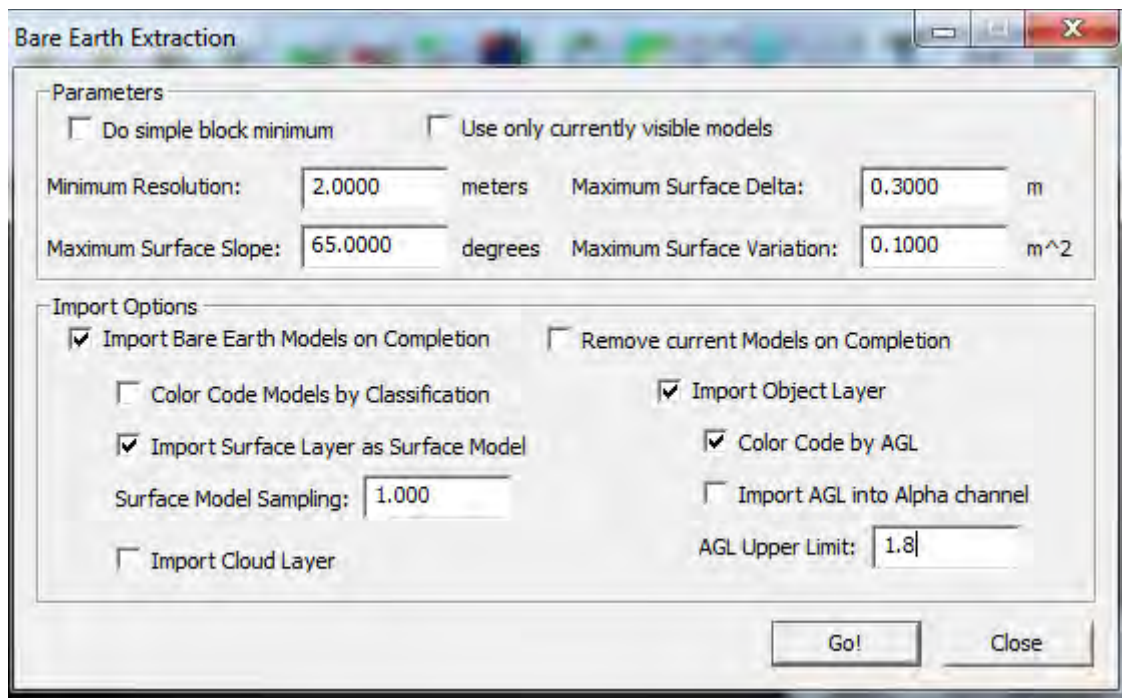 Bare Earth Extraction
Parameters
Do simple block minimum Use only currently visible models
Minimum Resolution: 2.0000 meters Maximum Surface Delta: 0.3000 m
Maximum Surface Slope: 65.0000 degrees Maximum Surface Variation: 0.1000 m^2
Import Options
Import Bare Earth Models on Completion Remove current Models on Completion
Color Code Models by Classification Import Object Layer
Import Surface Layer as Surface Model Color Code by AGL
Surface Model Sampling: 1.000 Import AGL into Alpha channel
Import Cloud Layer AGL Upper Limit: 1.8
Go! Close